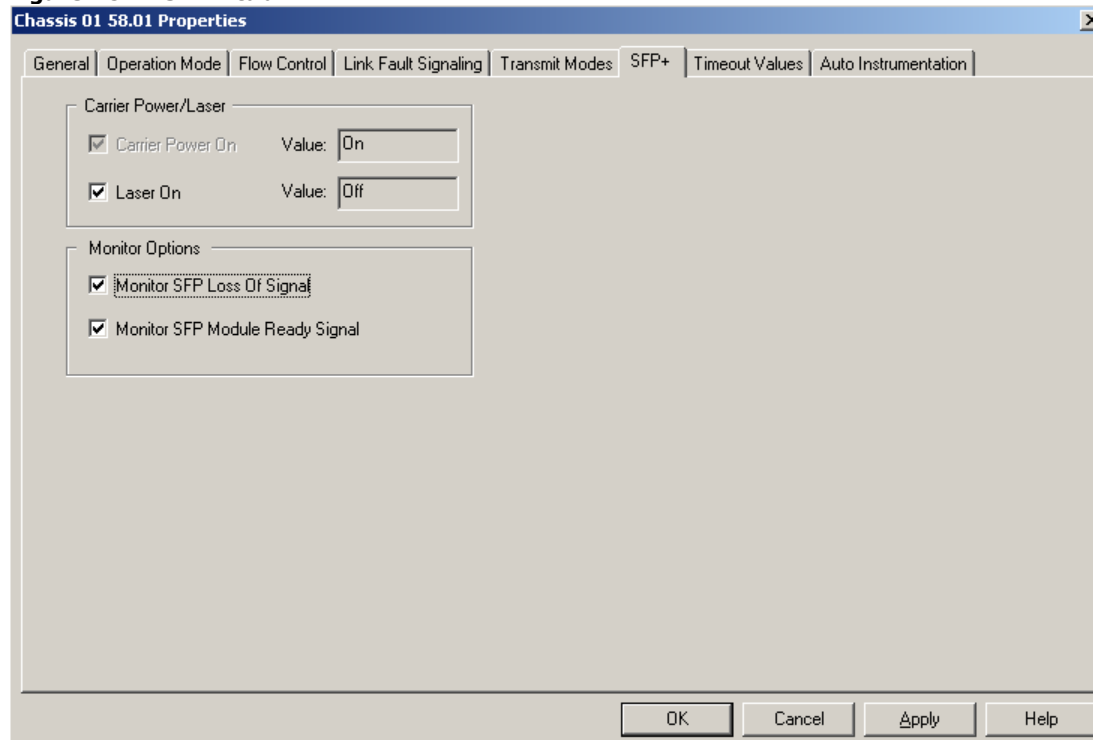 Chassis 01 58.01 Properties
General Operation Mode Flow Control Link Fault Signaling Transmit Modes SFP+ Timeout Values Auto Instrumentation
Carrier Power/Laser
Carrier Power On Value: On
Laser On Value: Off
Monitor Options
Monitor SFP Loss Of Signal
Monitor SFP Module Ready Signal
OK Cancel Apply Help